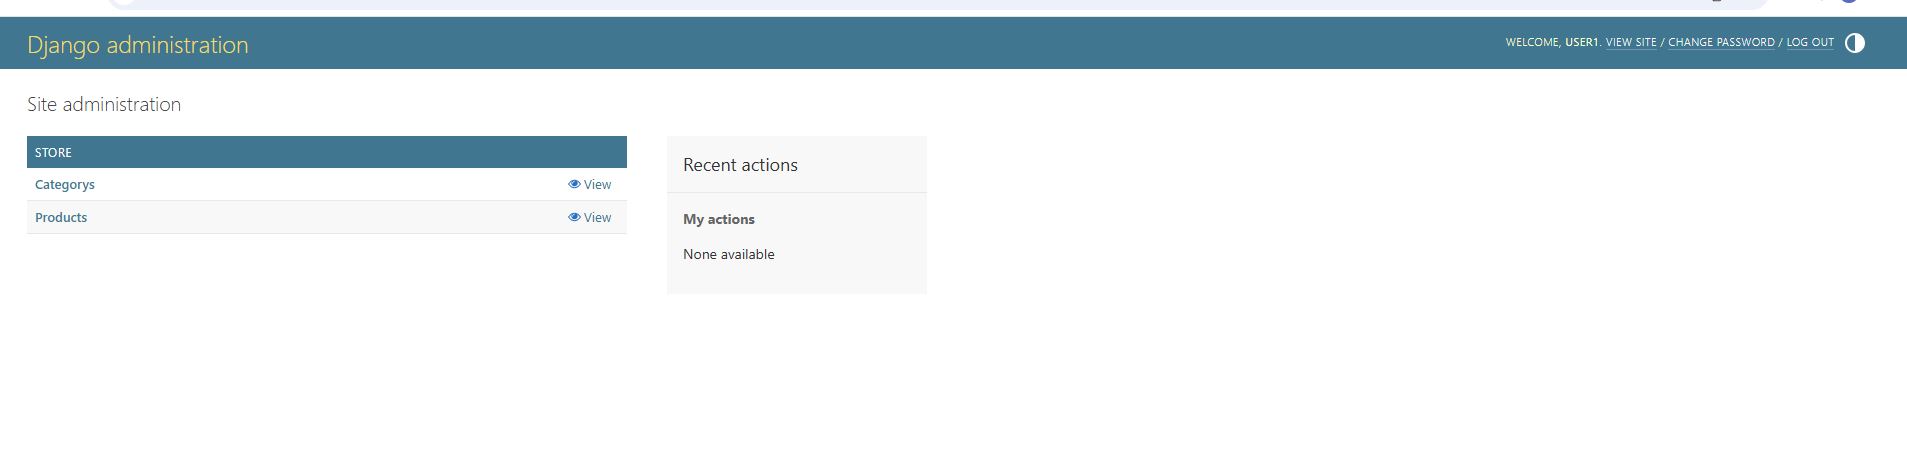 Django administration
WELCOME, USER1. VIEW SITE / CHANGE PASSWORD / LOG OUT
Site administration
STORE
Categorys View
Products View
Recent actions
My actions
None available